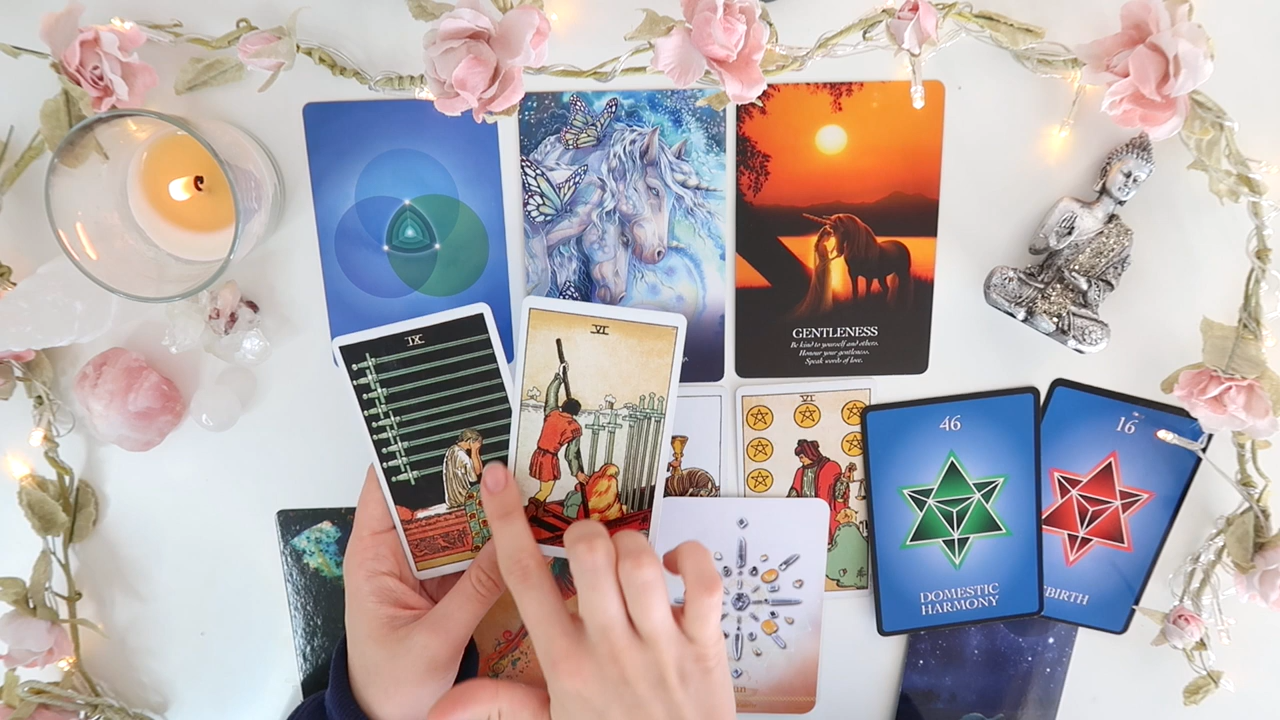 GENTLENESS
Be kind to yourself and others.
Honour your gentleness.
Speak words of love.
IX
VI
VI
46
DOMESTIC
HARMONY
16